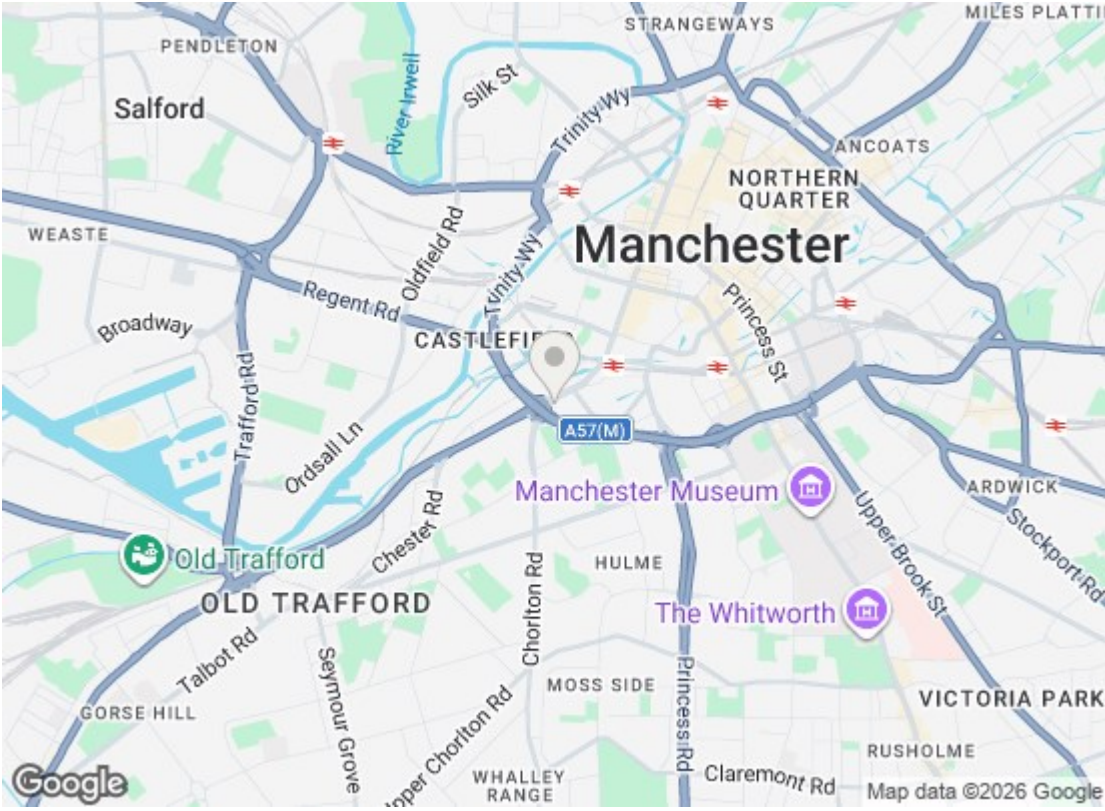 STRANGEWAYS
MILES PLATTI
PENDLETON
Salford
River Irwell
Silk St
Trinity Wy
ANCOATS
NORTHERN
QUARTER
WEASTE
Oldfield Rd
Trinity Wy
Manchester
Regent Rd
Broadway
CASTLEFIE
Princess St
Trafford Rd
A57(M)
Ordsall Ln
Manchester Museum
ARDWICK
Chester Rd
Upper Brook St
Stockport Rd
Old Trafford
HULME
Chorlton Rd
OLD TRAFFORD
The Whitworth
Talbot Rd
Seymour Grove
MOSS SIDE
Princess Rd
VICTORIA PARK
GORSE HILL
pper Chorlton Rd
RUSHOLME
WHALLEY
RANGE
Claremont Rd
Google
Map data ©2026 Google